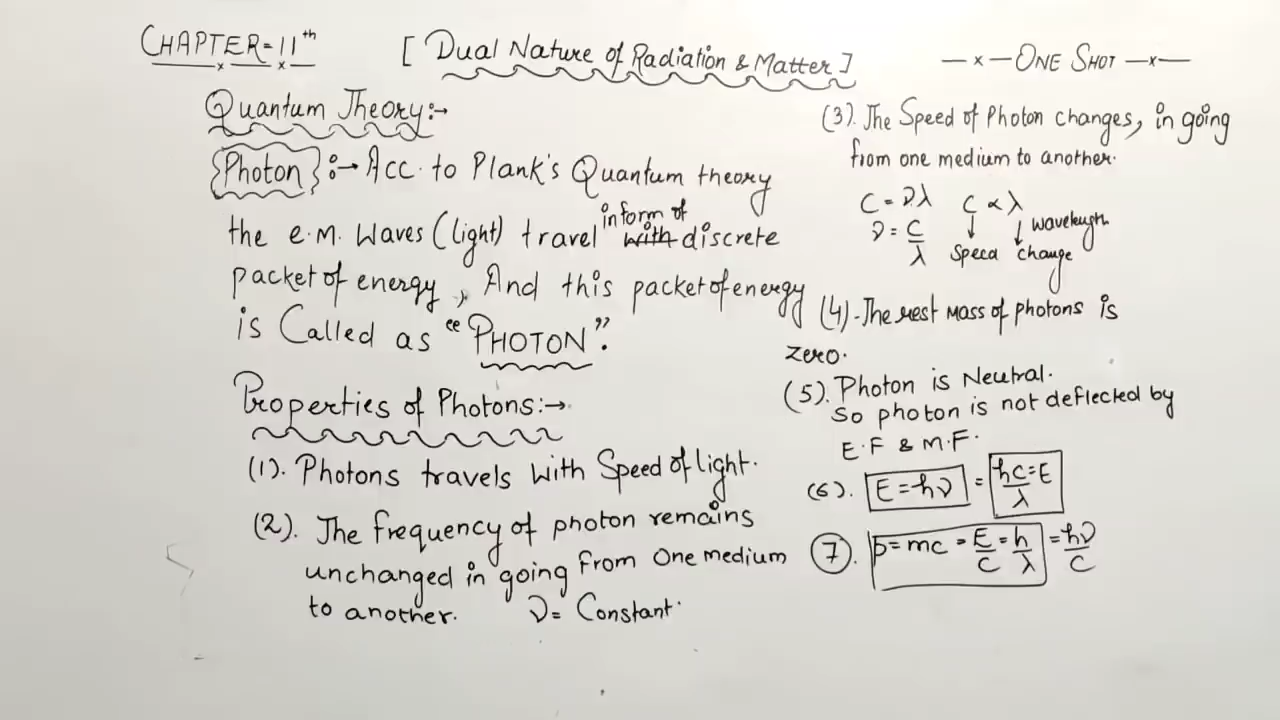 CHAPTER-11th [Dual Nature of Radiation & Matter] —x—ONE SHOT—x—
Quantum Theory:-
{Photon}:→ Acc. to Plank's Quantum theory
the e.M. Waves (light) travel inform of with discrete
packet of energy, And this packet of energy
is Called as "PHOTON".
Properties of Photons:→
(1). Photons travels with Speed of light.
(2). The frequency of photon remains
unchanged in going from One medium
to another. ν = Constant.
(3). The Speed of Photon changes, in going
from one medium to another.
C = νλ C ∝ λ
ν = C/λ ↓ ↓ wavelength
Speed change
(4). The rest Mass of photons is
zero.
(5). Photon is Neutral.
So photon is not deflected by
E.F & M.F.
(6). E = hν = hc/λ = E
(7). p = mc = E/C = h/λ = hν/C